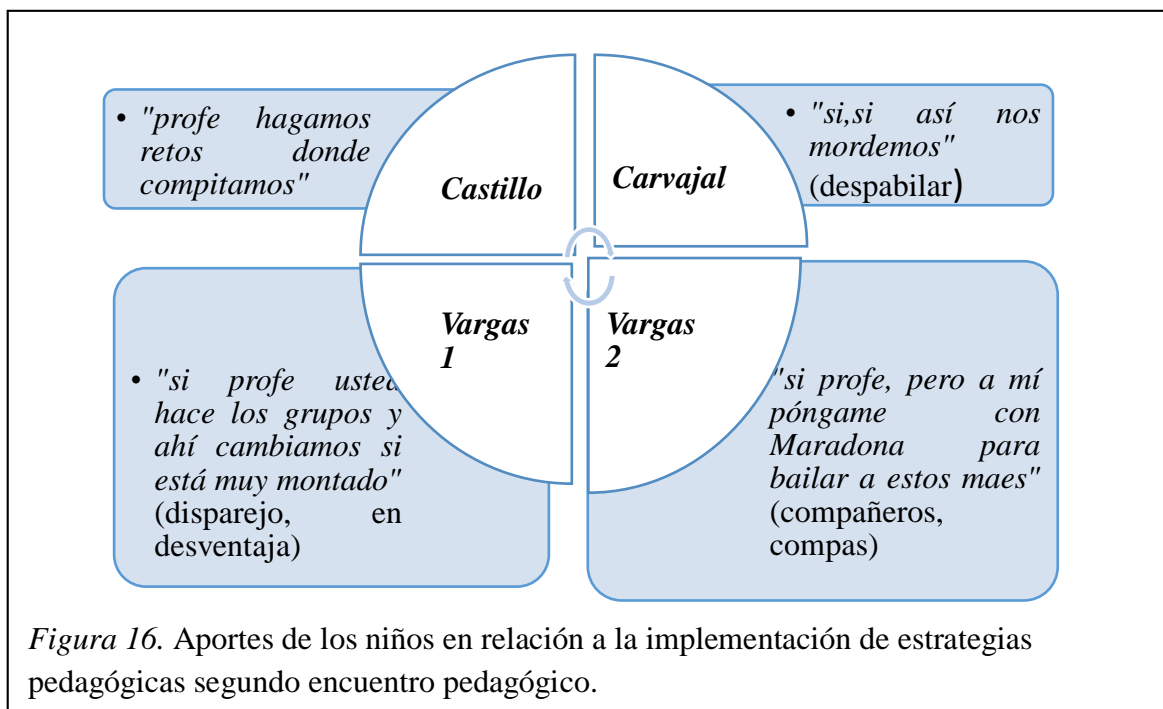 • "profe hagamos
retos donde
compitamos"
Castillo
Carvajal
• "si,si así nos
mordemos"
(despabilar)
Vargas
1
• "si profe usted
hace los grupos y
ahí cambiamos si
está muy montado"
(disparejo, en
desventaja)
Vargas
2
"si profe, pero a mí
póngame con
Maradona para
bailar a estos maes"
(compañeros,
compas)
Figura 16. Aportes de los niños en relación a la implementación de estrategias
pedagógicas segundo encuentro pedagógico.